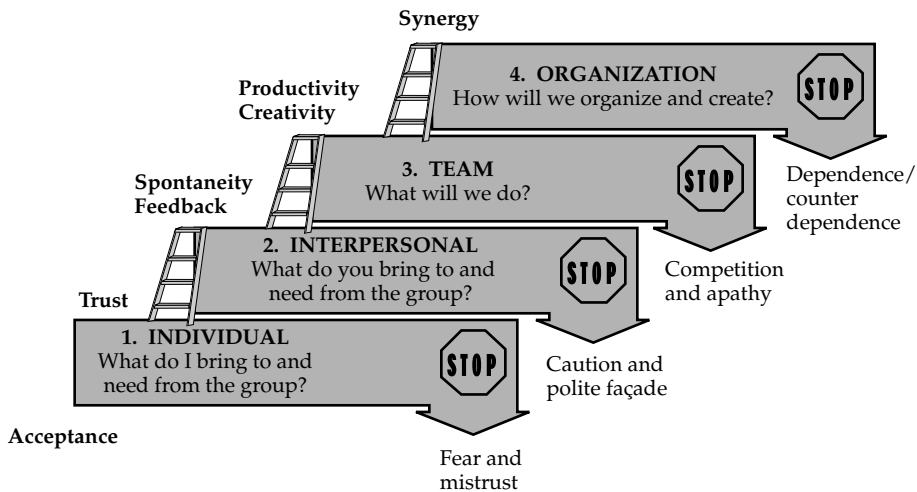 Synergy
4. ORGANIZATION
How will we organize and create?
STOP
Productivity
Creativity
Dependence/
counter
dependence
3. TEAM
What will we do?
STOP
Spontaneity
Feedback
Competition
and apathy
2. INTERPERSONAL
What do you bring to and
need from the group?
STOP
Trust
Caution and
polite façade
1. INDIVIDUAL
What do I bring to and
need from the group?
STOP
Acceptance
Fear and
mistrust